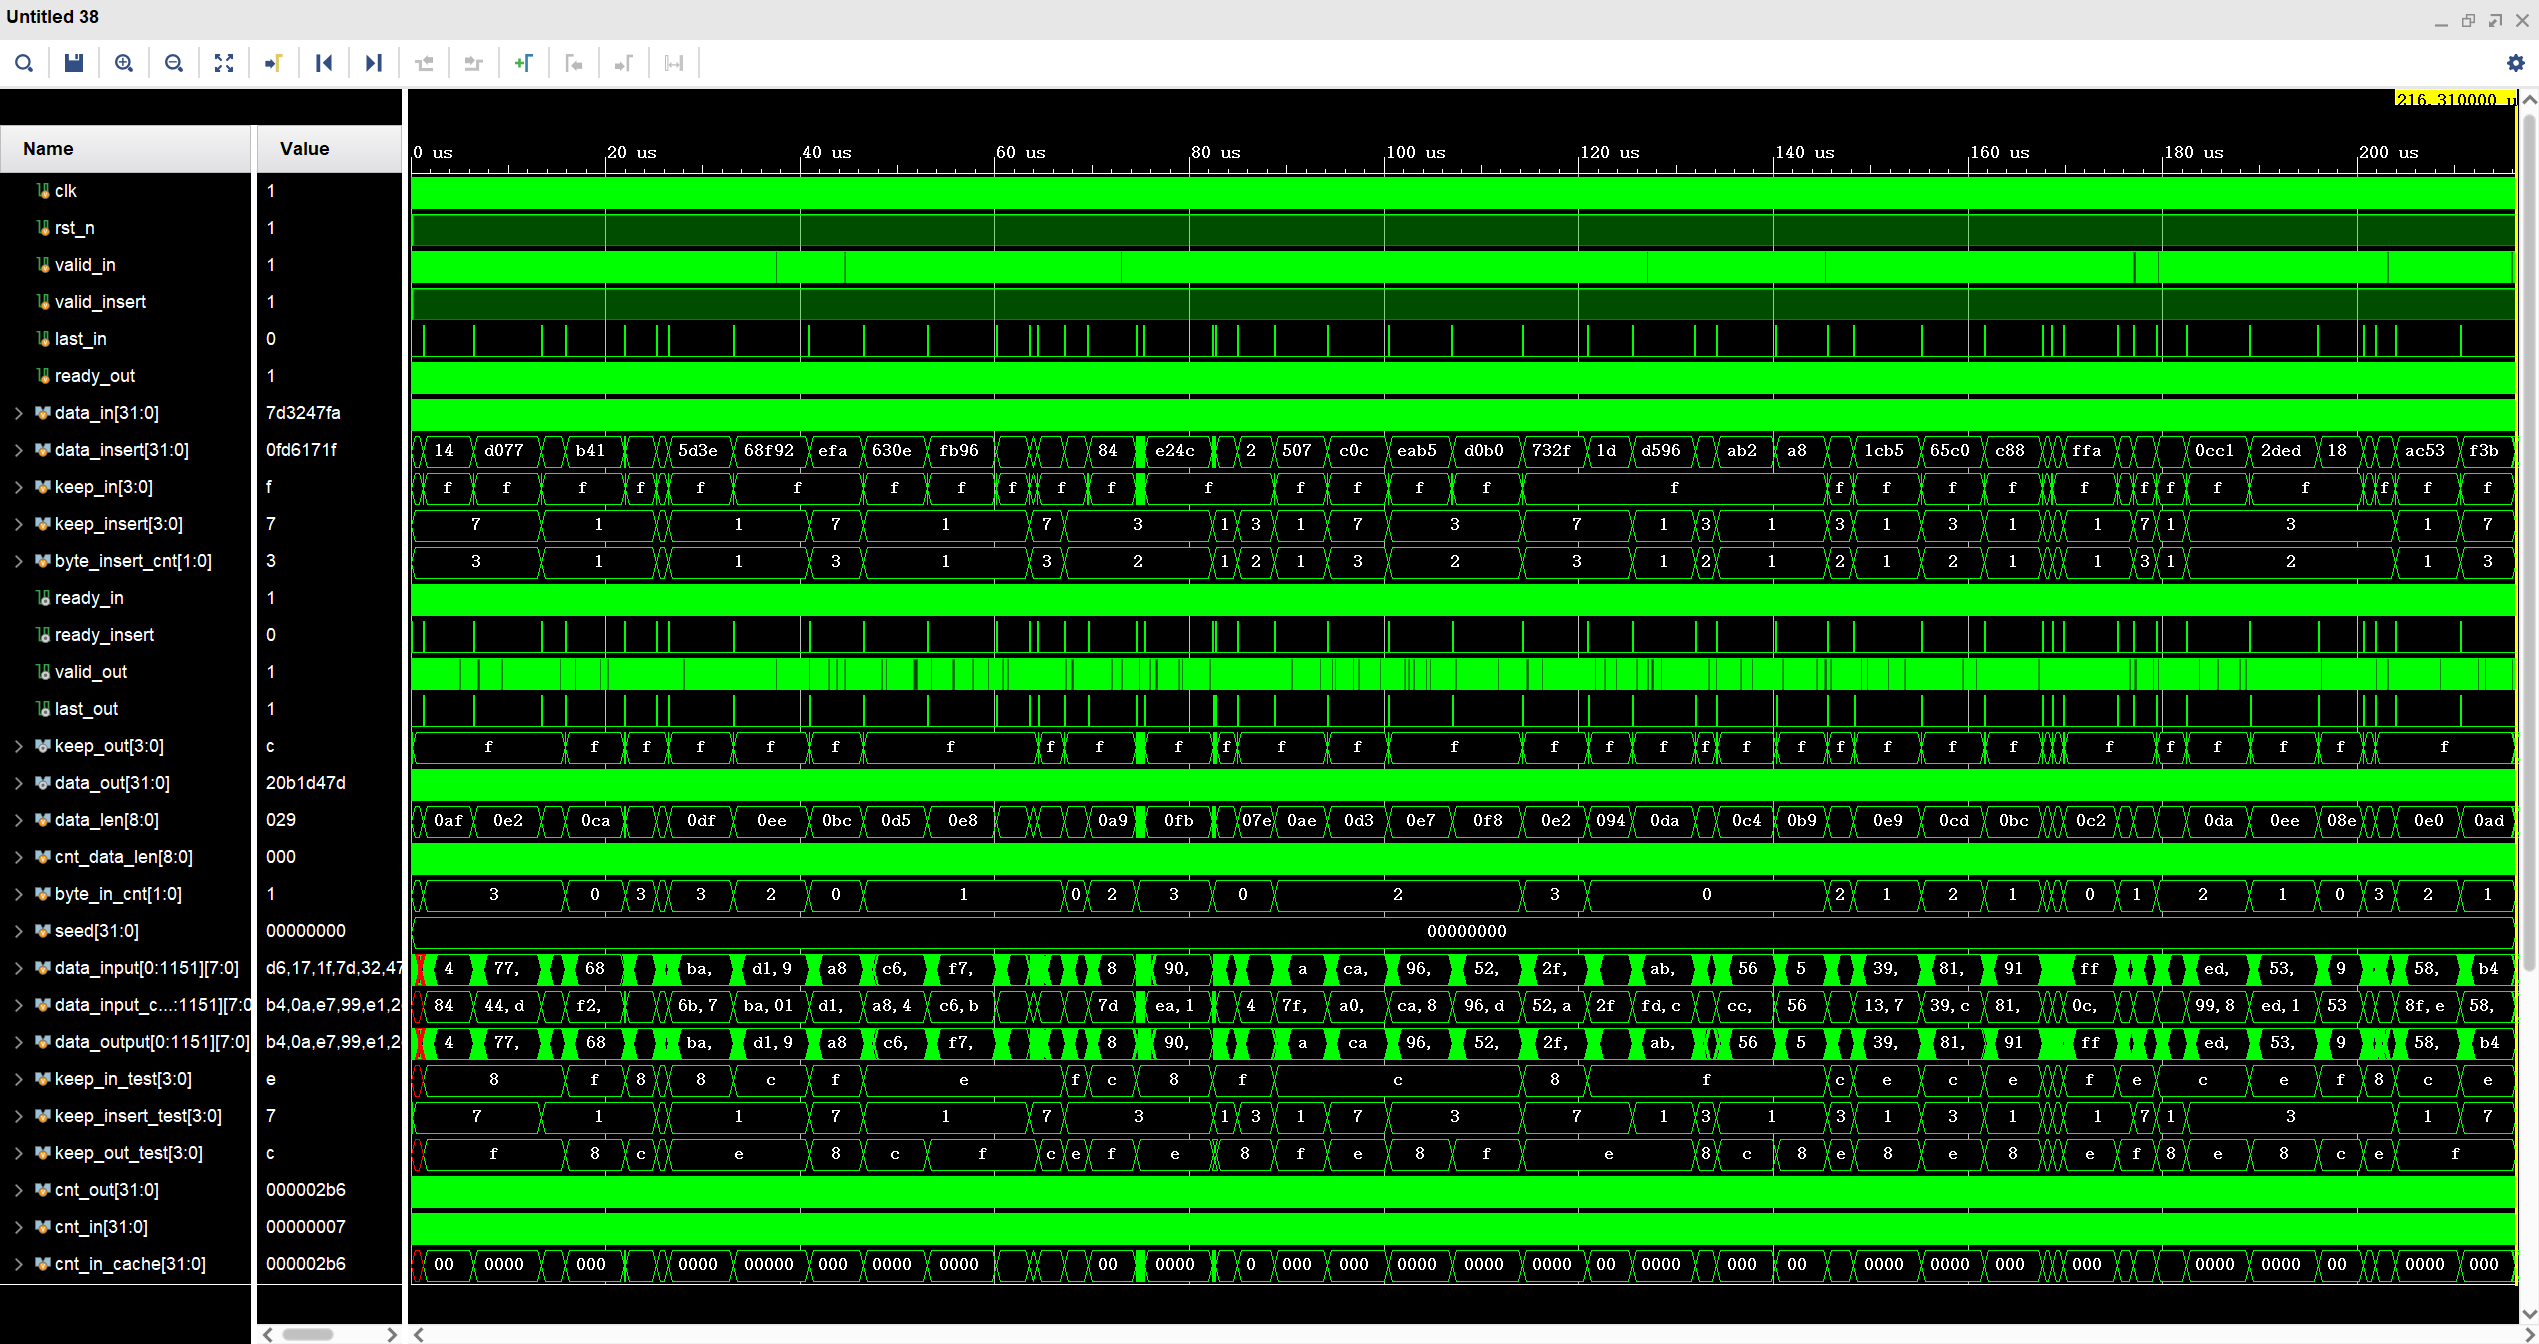 Untitled 38
216.310000 u
Name Value
0 us 20 us 40 us 60 us 80 us 100 us 120 us 140 us 160 us 180 us 200 us
clk 1
rst_n 1
valid_in 1
valid_insert 1
last_in 0
ready_out 1
data_in[31:0] 7d3247fa
data_insert[31:0] 0fd6171f 14 d077 b41 5d3e 68f92 efa 630e fb96 84 e24c 2 507 c0c eab5 d0b0 732f 1d d596 ab2 a8 1cb5 65c0 c88 ffa 0cc1 2ded 18 ac53 f3b
keep_in[3:0] f f f f f f f f f f f f f f f f f f f f f f f f f f f f f f
keep_insert[3:0] 7 7 1 1 7 1 7 3 1 3 1 7 3 7 1 3 1 3 1 3 1 1 7 1 3 1 7
byte_insert_cnt[1:0] 3 3 1 1 3 1 3 2 1 2 1 3 2 3 1 2 1 2 1 2 1 1 3 1 2 1 3
ready_in 1
ready_insert 0
valid_out 1
last_out 1
keep_out[3:0] c f f f f f f f f f f f f f f f f f f f f f f f f f f f f f f
data_out[31:0] 20b1d47d
data_len[8:0] 029 0af 0e2 0ca 0df 0ee 0bc 0d5 0e8 0a9 0fb 07e 0ae 0d3 0e7 0f8 0e2 094 0da 0c4 0b9 0e9 0cd 0bc 0c2 0da 0ee 08e 0e0 0ad
cnt_data_len[8:0] 000
byte_in_cnt[1:0] 1 3 0 3 3 2 0 1 0 2 3 0 2 3 0 2 1 2 1 0 1 2 1 0 3 2 1
seed[31:0] 00000000 00000000
data_input[0:1151][7:0] d6,17,1f,7d,32,47 4 77, 68 ba, d1,9 a8 c6, f7, 8 90, a ca, 96, 52, 2f, ab, 56 5 39, 81, 91 ff ed, 53, 9 58, b4
data_input_c...:1151][7:0 b4,0a,e7,99,e1,2 84 44,d f2, 6b,7 ba,01 d1, a8,4 c6,b 7d ea,1 4 7f, a0, ca,8 96,d 52,a 2f fd,c cc, 56 13,7 39,c 81, 0c, 99,8 ed,1 53 8f,e 58,
data_output[0:1151][7:0] b4,0a,e7,99,e1,2 4 77, 68 ba, d1,9 a8 c6, f7, 8 90, a ca 96, 52, 2f, ab, 56 5 39, 81, 91 ff ed, 53, 9 58, b4
keep_in_test[3:0] e 8 f 8 8 c f e f c 8 f c 8 f c e c e f e c e f 8 c e
keep_insert_test[3:0] 7 7 1 1 7 1 7 3 1 3 1 7 3 7 1 3 1 3 1 3 1 1 7 1 3 1 7
keep_out_test[3:0] c f 8 c e 8 c f c e f e 8 f e 8 f e 8 c 8 e 8 e 8 e f 8 e 8 c e f
cnt_out[31:0] 000002b6
cnt_in[31:0] 00000007
cnt_in_cache[31:0] 000002b6 00 0000 000 0000 00000 000 0000 0000 00 0000 0 000 000 0000 0000 0000 00 0000 000 00 0000 0000 000 000 0000 0000 00 0000 000